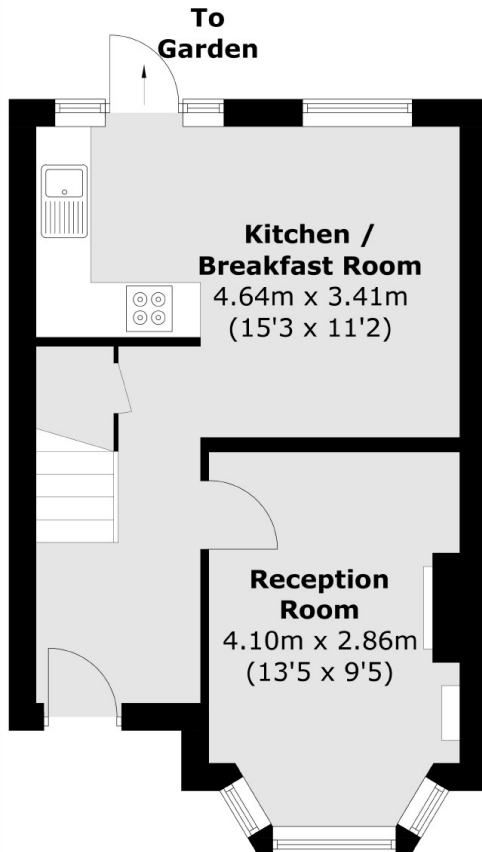 To
Garden
Kitchen /
Breakfast Room
4.64m x 3.41m
(15'3 x 11'2)
Reception
Room
4.10m x 2.86m
(13'5 x 9'5)